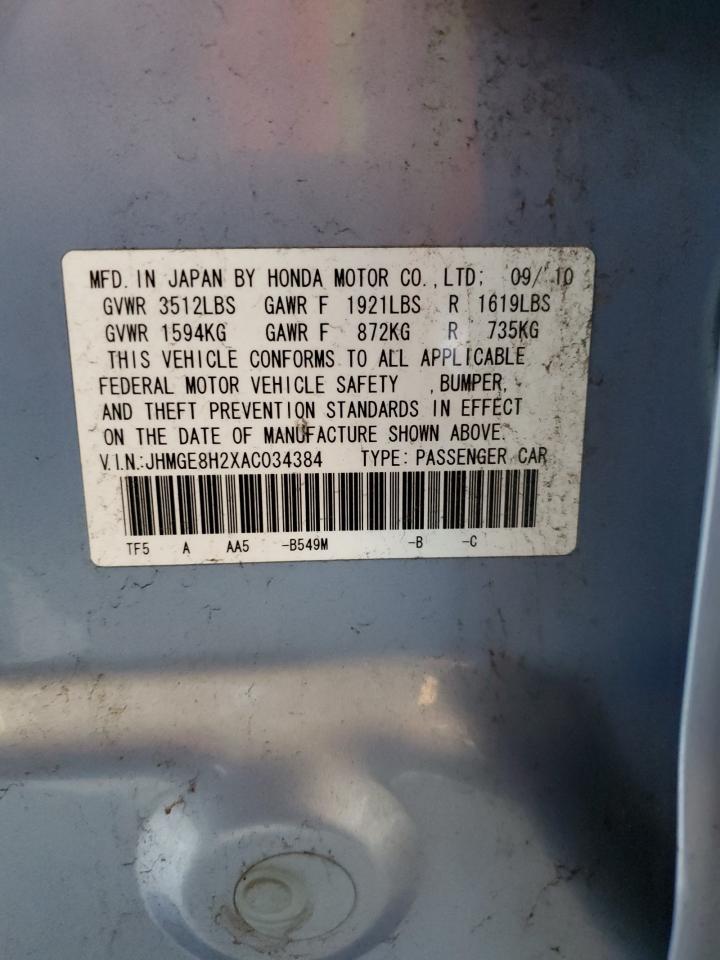 MFD. IN JAPAN BY HONDA MOTOR CO., LTD; 09/ 10
GVWR 3512LBS GAWR F 1921LBS R 1619LBS
GVWR 1594KG GAWR F 872KG R 735KG
THIS VEHICLE CONFORMS TO ALL APPLICABLE
FEDERAL MOTOR VEHICLE SAFETY ,BUMPER,
AND THEFT PREVENTION STANDARDS IN EFFECT
ON THE DATE OF MANUFACTURE SHOWN ABOVE.
V.I.N.:JHMGE8H2XAC034384 TYPE: PASSENGER CAR
TF5 A AA5 -B549M -B -C